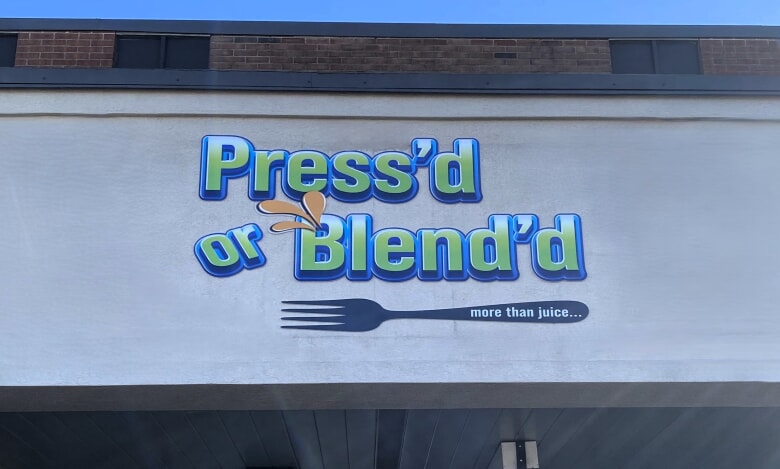 Press'd
or Blend'd
more than juice...